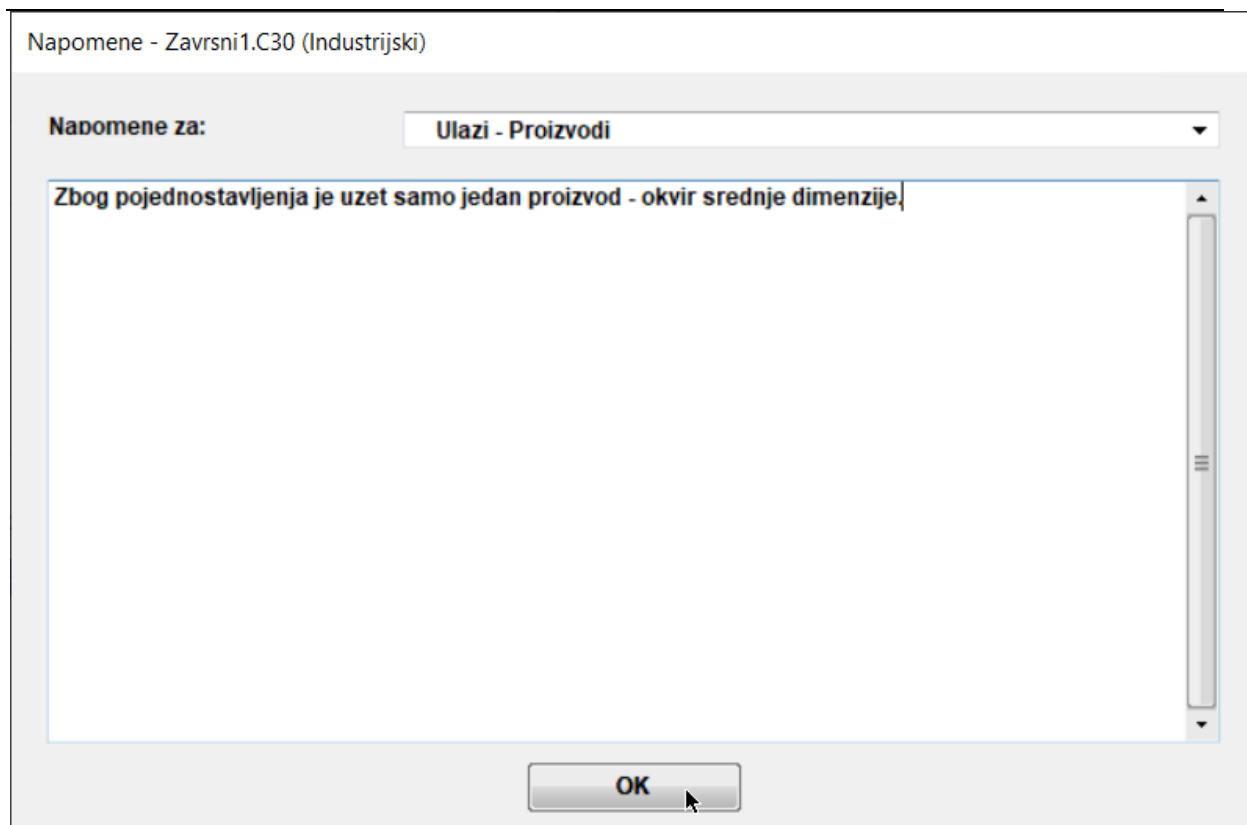 Napomene - Zavrsni1.C30 (Industrijski)
Napomene za:
Ulazi - Proizvodi
Zbog pojednostavljenja je uzet samo jedan proizvod - okvir srednje dimenzije.
OK